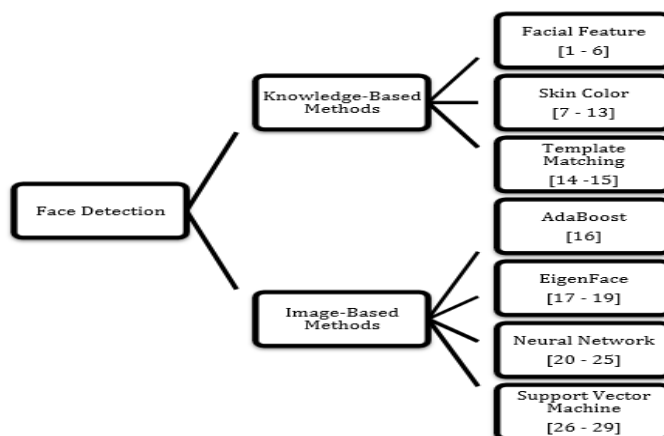 Face Detection
Knowledge-Based
Methods
Facial Feature
[1 - 6]
Skin Color
[7 - 13]
Template
Matching
[14 -15]
Image-Based
Methods
AdaBoost
[16]
EigenFace
[17 - 19]
Neural Network
[20 - 25]
Support Vector
Machine
[26 - 29]